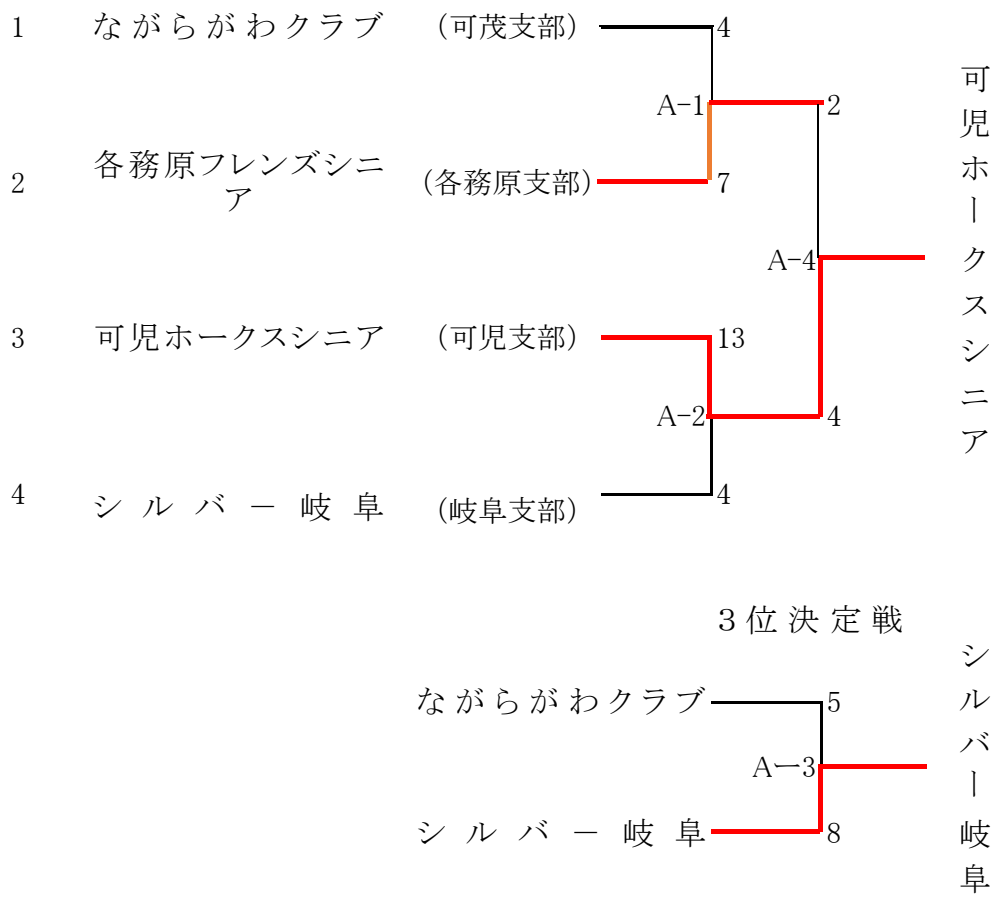 1 ながらがわクラブ (可茂支部) 4
A-1 2
2 各務原フレンズシニ
ア (各務原支部) 7
A-4
3 可児ホークスシニア (可児支部) 13
A-2 4
4 シルバー岐阜 (岐阜支部) 4
可児ホークスシニア
3位決定戦
ながらがわクラブ 5
Aー3
シルバー岐阜 8
シルバー岐阜